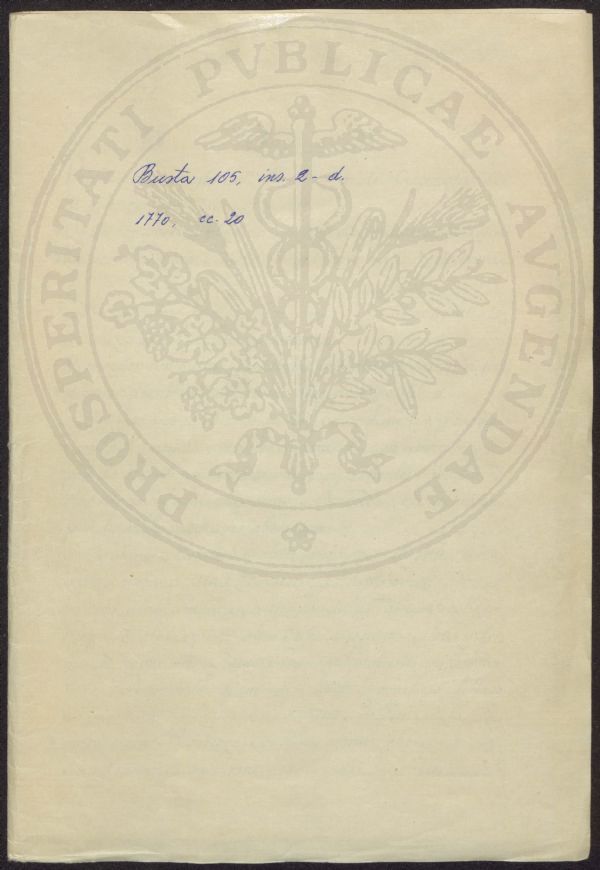 PROSPERITATI PVBLICAE AVGENDAE
Busta 105, ins. 2-d.
1770, cc. 20